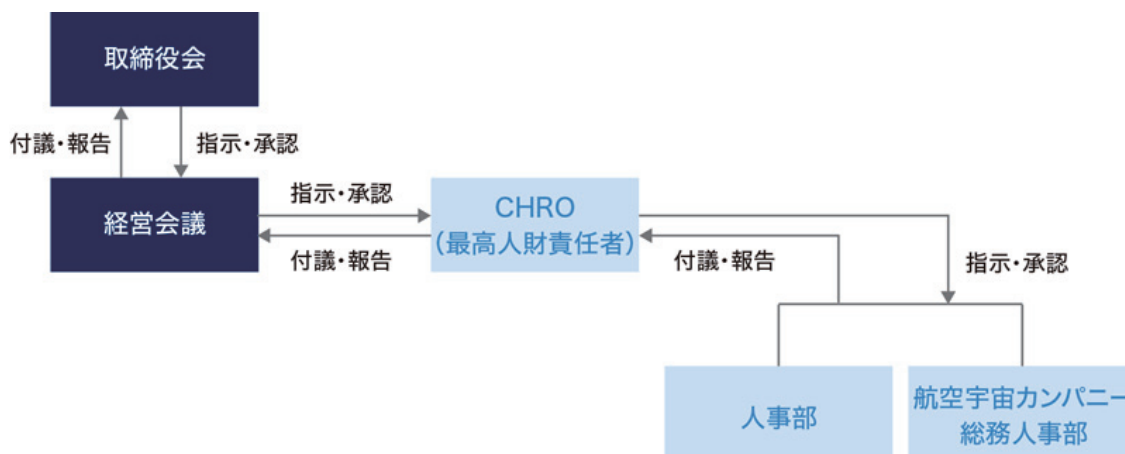 取締役会
付議・報告
指示・承認
経営会議
指示・承認
付議・報告
CHRO
(最高人財責任者)
付議・報告
指示・承認
人事部
航空宇宙カンパニー
総務人事部